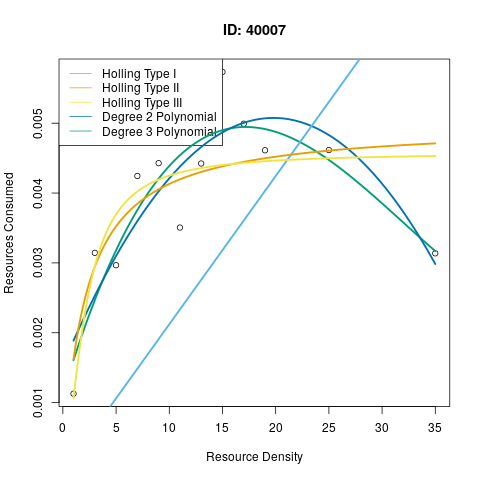 ID: 40007
Holling Type I
Holling Type II
Holling Type III
Degree 2 Polynomial
Degree 3 Polynomial
Resources Consumed
0.005
0.004
0.003
0.002
0.001
0 5 10 15 20 25 30 35
Resource Density